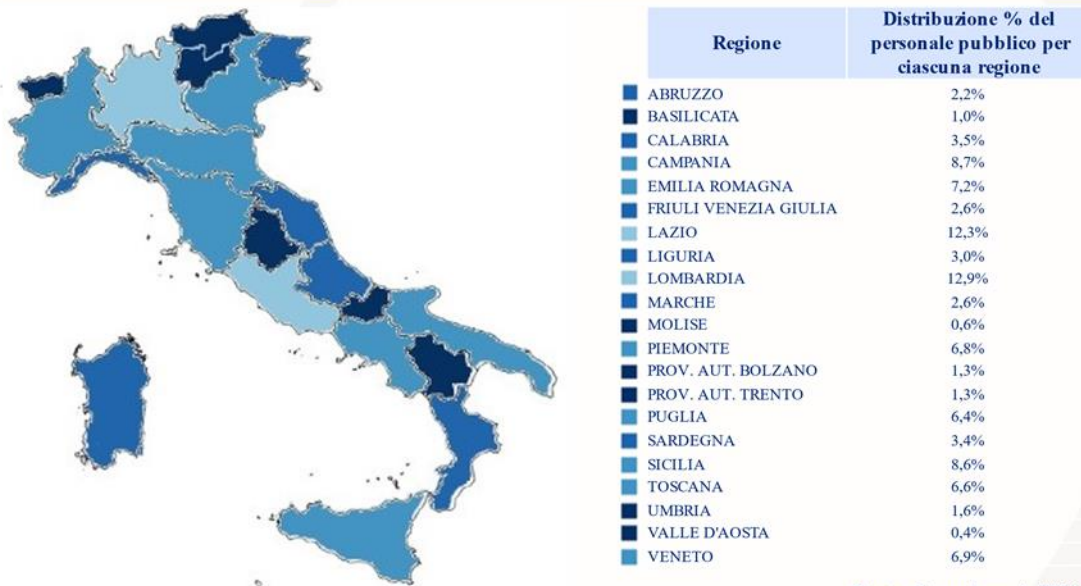 Regione
Distribuzione % del
personale pubblico per
ciascuna regione
ABRUZZO 2,2%
BASILICATA 1,0%
CALABRIA 3,5%
CAMPANIA 8,7%
EMILIA ROMAGNA 7,2%
FRIULI VENEZIA GIULIA 2,6%
LAZIO 12,3%
LIGURIA 3,0%
LOMBARDIA 12,9%
MARCHE 2,6%
MOLISE 0,6%
PIEMONTE 6,8%
PROV. AUT. BOLZANO 1,3%
PROV. AUT. TRENTO 1,3%
PUGLIA 6,4%
SARDEGNA 3,4%
SICILIA 8,6%
TOSCANA 6,6%
UMBRIA 1,6%
VALLE D'AOSTA 0,4%
VENETO 6,9%